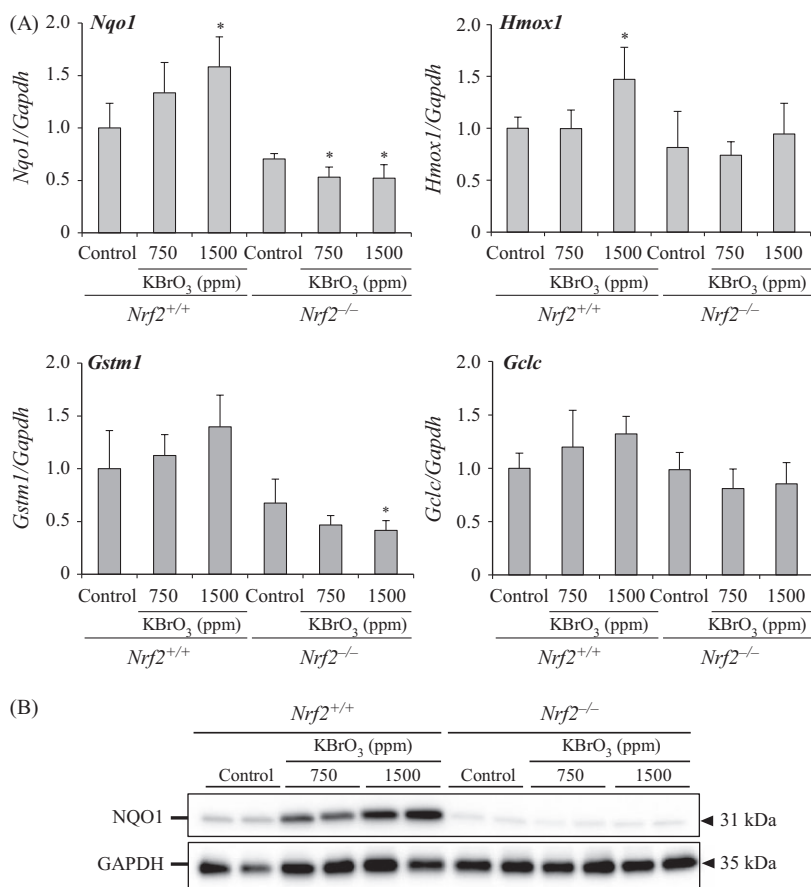 (A)
Nqo1
2.0
1.5
1.0
0.5
0
Nqo1/Gapdh
* * *
Control 750 1500 Control 750 1500
KBrO₃ (ppm) KBrO₃ (ppm)
Nrf2⁺/⁺ Nrf2⁻/⁻
Hmox1
2.0
1.5
1.0
0.5
0
Hmox1/Gapdh
*
Control 750 1500 Control 750 1500
KBrO₃ (ppm) KBrO₃ (ppm)
Nrf2⁺/⁺ Nrf2⁻/⁻
Gstm1
2.0
1.5
1.0
0.5
0
Gstm1/Gapdh
*
Control 750 1500 Control 750 1500
KBrO₃ (ppm) KBrO₃ (ppm)
Nrf2⁺/⁺ Nrf2⁻/⁻
Gclc
2.0
1.5
1.0
0.5
0
Gclc/Gapdh
Control 750 1500 Control 750 1500
KBrO₃ (ppm) KBrO₃ (ppm)
Nrf2⁺/⁺ Nrf2⁻/⁻
(B)
Nrf2⁺/⁺ Nrf2⁻/⁻
KBrO₃ (ppm) KBrO₃ (ppm)
Control 750 1500 Control 750 1500
NQO1 31 kDa
GAPDH 35 kDa